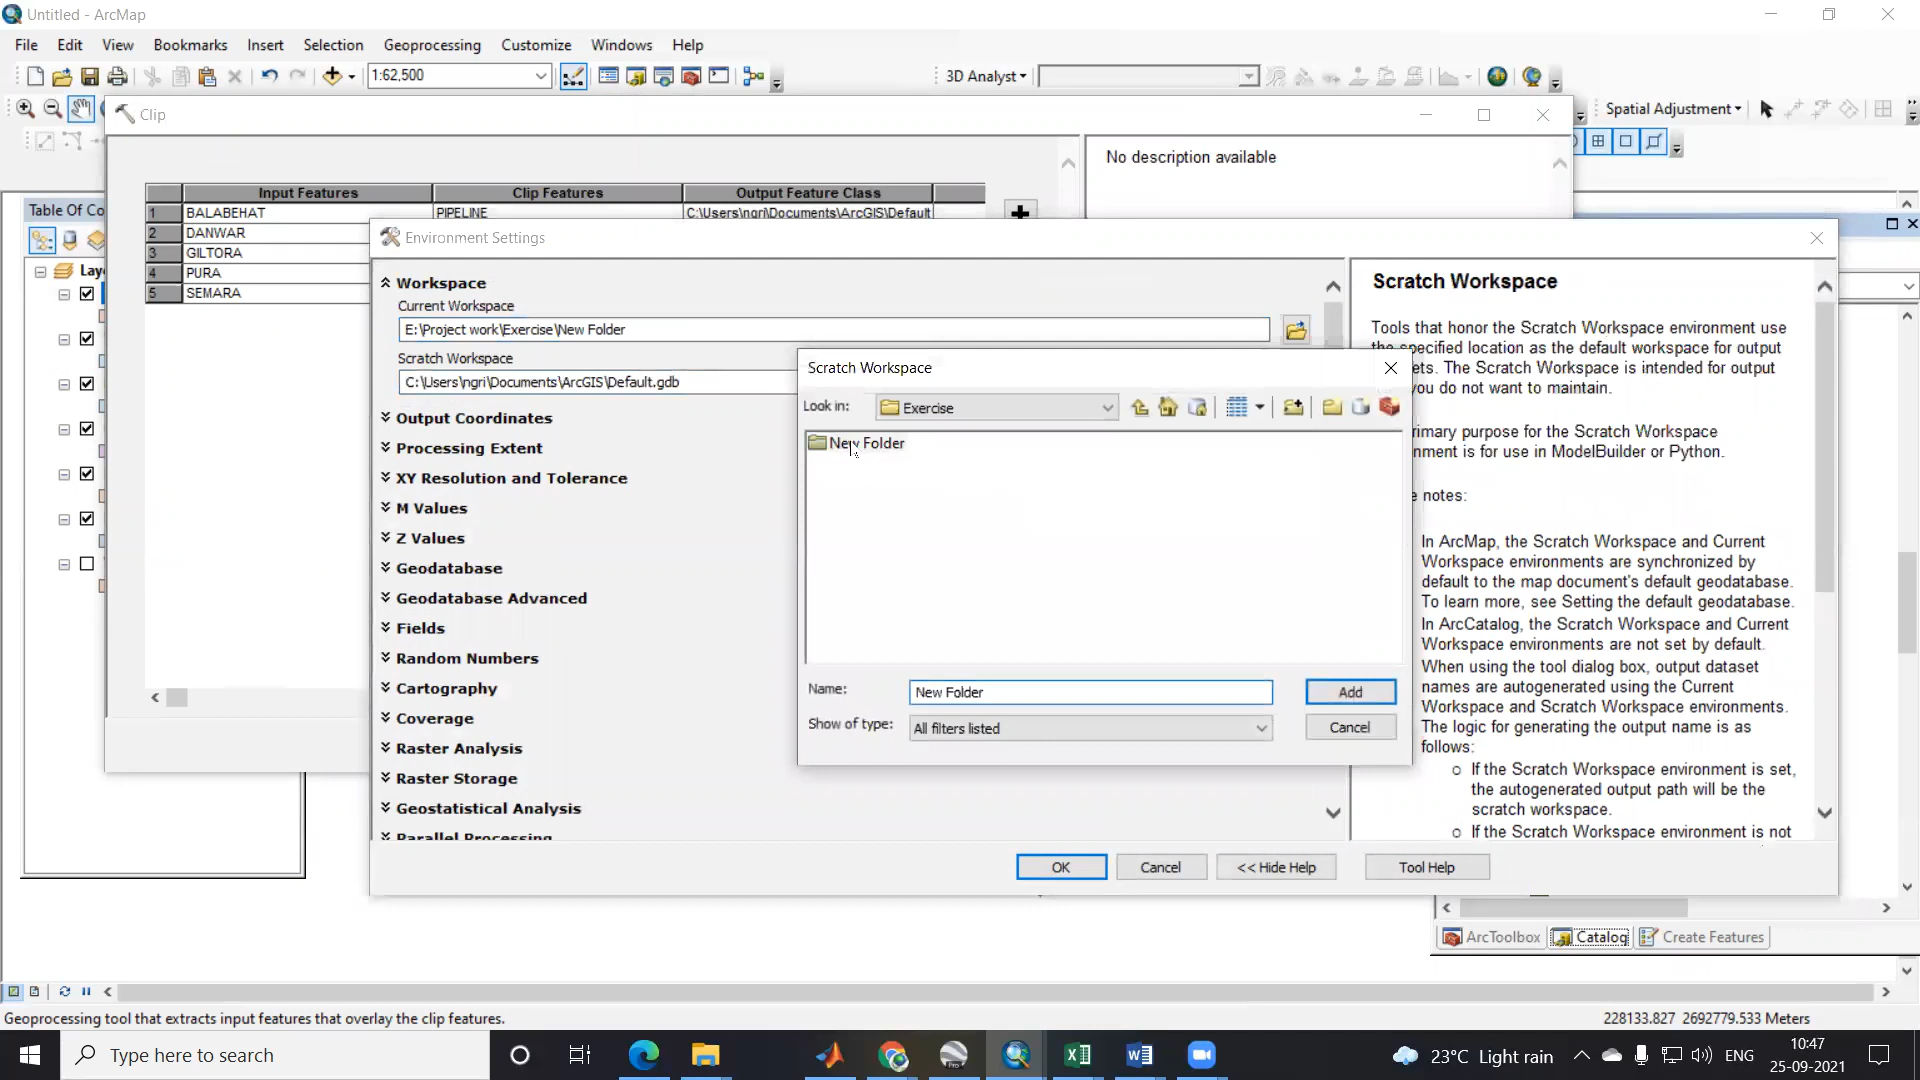 Untitled - ArcMap
File Edit View Bookmarks Insert Selection Geoprocessing Customize Windows Help
1:62,500
3D Analyst
Clip
Spatial Adjustment
No description available
Input Features Clip Features Output Feature Class
Table Of Co
1 BALABEHAT PIPELINE C:\Users\ngri\Documents\ArcGIS\Default
2 DANWAR
3 GILTORA
4 PURA
5 SEMARA
Lay
Environment Settings
Workspace
Current Workspace
E:\Project work\Exercise\New Folder
Scratch Workspace
C:\Users\ngri\Documents\ArcGIS\Default.gdb
Output Coordinates
Processing Extent
XY Resolution and Tolerance
M Values
Z Values
Geodatabase
Geodatabase Advanced
Fields
Random Numbers
Cartography
Coverage
Raster Analysis
Raster Storage
Geostatistical Analysis
Parallel Processing
Scratch Workspace
Look in: Exercise
New Folder
Name: New Folder Add
Show of type: All filters listed Cancel
Scratch Workspace
Tools that honor the Scratch Workspace environment use
the specified location as the default workspace for output
ets. The Scratch Workspace is intended for output
you do not want to maintain.
rimary purpose for the Scratch Workspace
nment is for use in ModelBuilder or Python.
e notes:
In ArcMap, the Scratch Workspace and Current
Workspace environments are synchronized by
default to the map document's default geodatabase.
To learn more, see Setting the default geodatabase.
In ArcCatalog, the Scratch Workspace and Current
Workspace environments are not set by default.
When using the tool dialog box, output dataset
names are autogenerated using the Current
Workspace and Scratch Workspace environments.
The logic for generating the output name is as
follows:
If the Scratch Workspace environment is set,
the autogenerated output path will be the
scratch workspace.
If the Scratch Workspace environment is not
OK Cancel << Hide Help Tool Help
ArcToolbox Catalog Create Features
Geoprocessing tool that extracts input features that overlay the clip features.
228133.827 2692779.533 Meters
Type here to search
23°C Light rain
ENG
10:47
25-09-2021